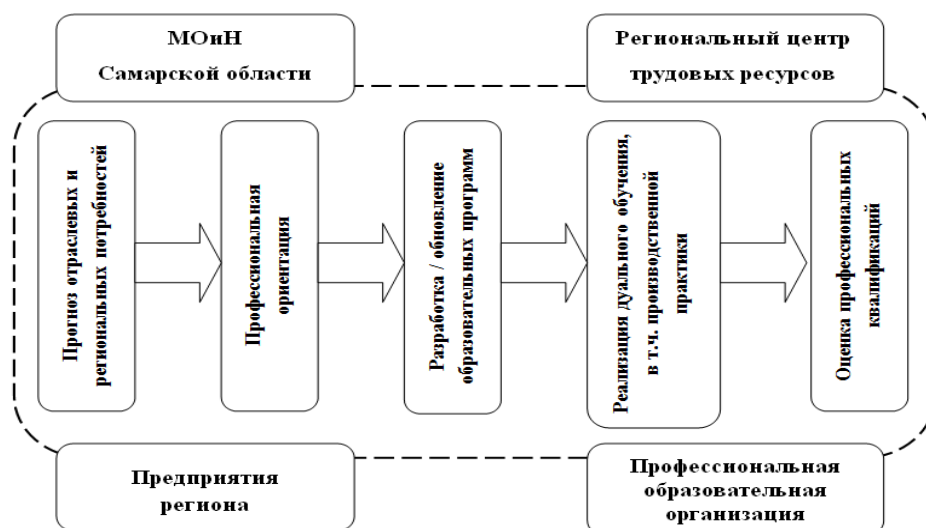 МОиН
Самарской области
Региональный центр
трудовых ресурсов
Прогноз отраслевых и
региональных потребностей
Профессиональная
ориентация
Разработка / обновление
образовательных программ
Реализация дуального обучения,
в т.ч. производственной
практики
Оценка профессиональных
квалификаций
Предприятия
региона
Профессиональная
образовательная
организация